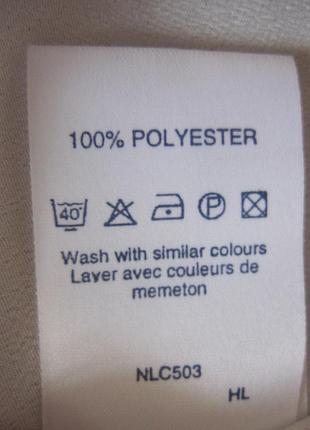 100% POLYESTER
40° P
Wash with similar colours
Laver avec couleurs de
memeton
NLC503
HL